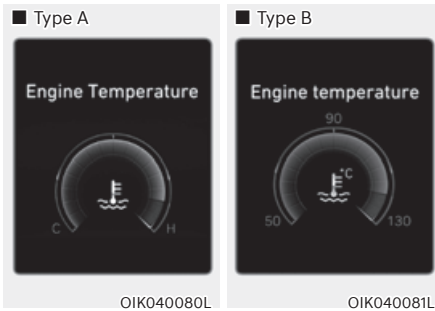 ■ Type A
Engine Temperature
C
H
OIK040080L
■ Type B
Engine temperature
90
°C
50
130
OIK040081L